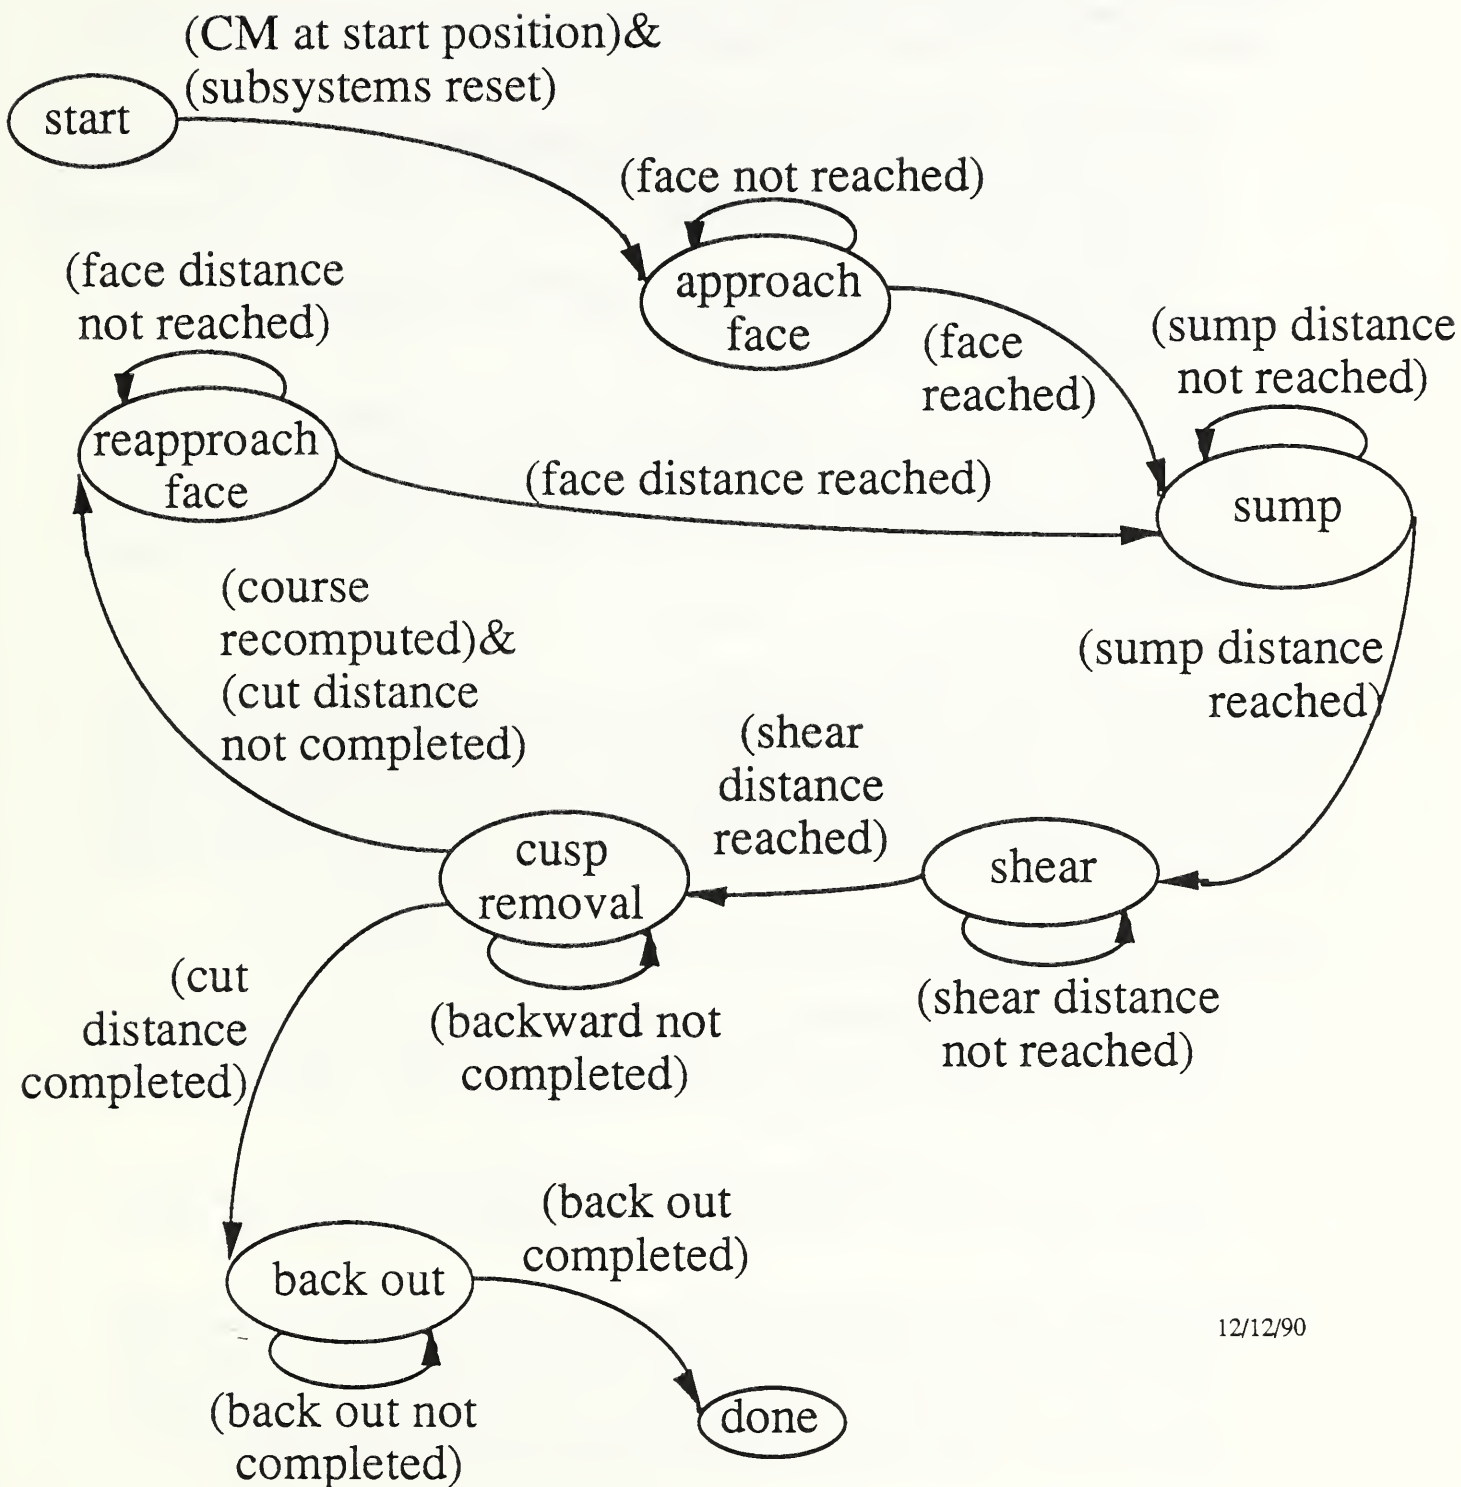 (CM at start position)&
(subsystems reset)
start
(face not reached)
approach
face
(face distance
not reached)
(face
reached)
(sump distance
not reached)
reapproach
face
(face distance reached)
sump
(course
recomputed)&
(cut distance
not completed)
(sump distance
reached)
(shear
distance
reached)
cusp
removal
shear
(cut
distance
completed)
(backward not
completed)
(shear distance
not reached)
(back out
completed)
back out
12/12/90
(back out not
completed)
done